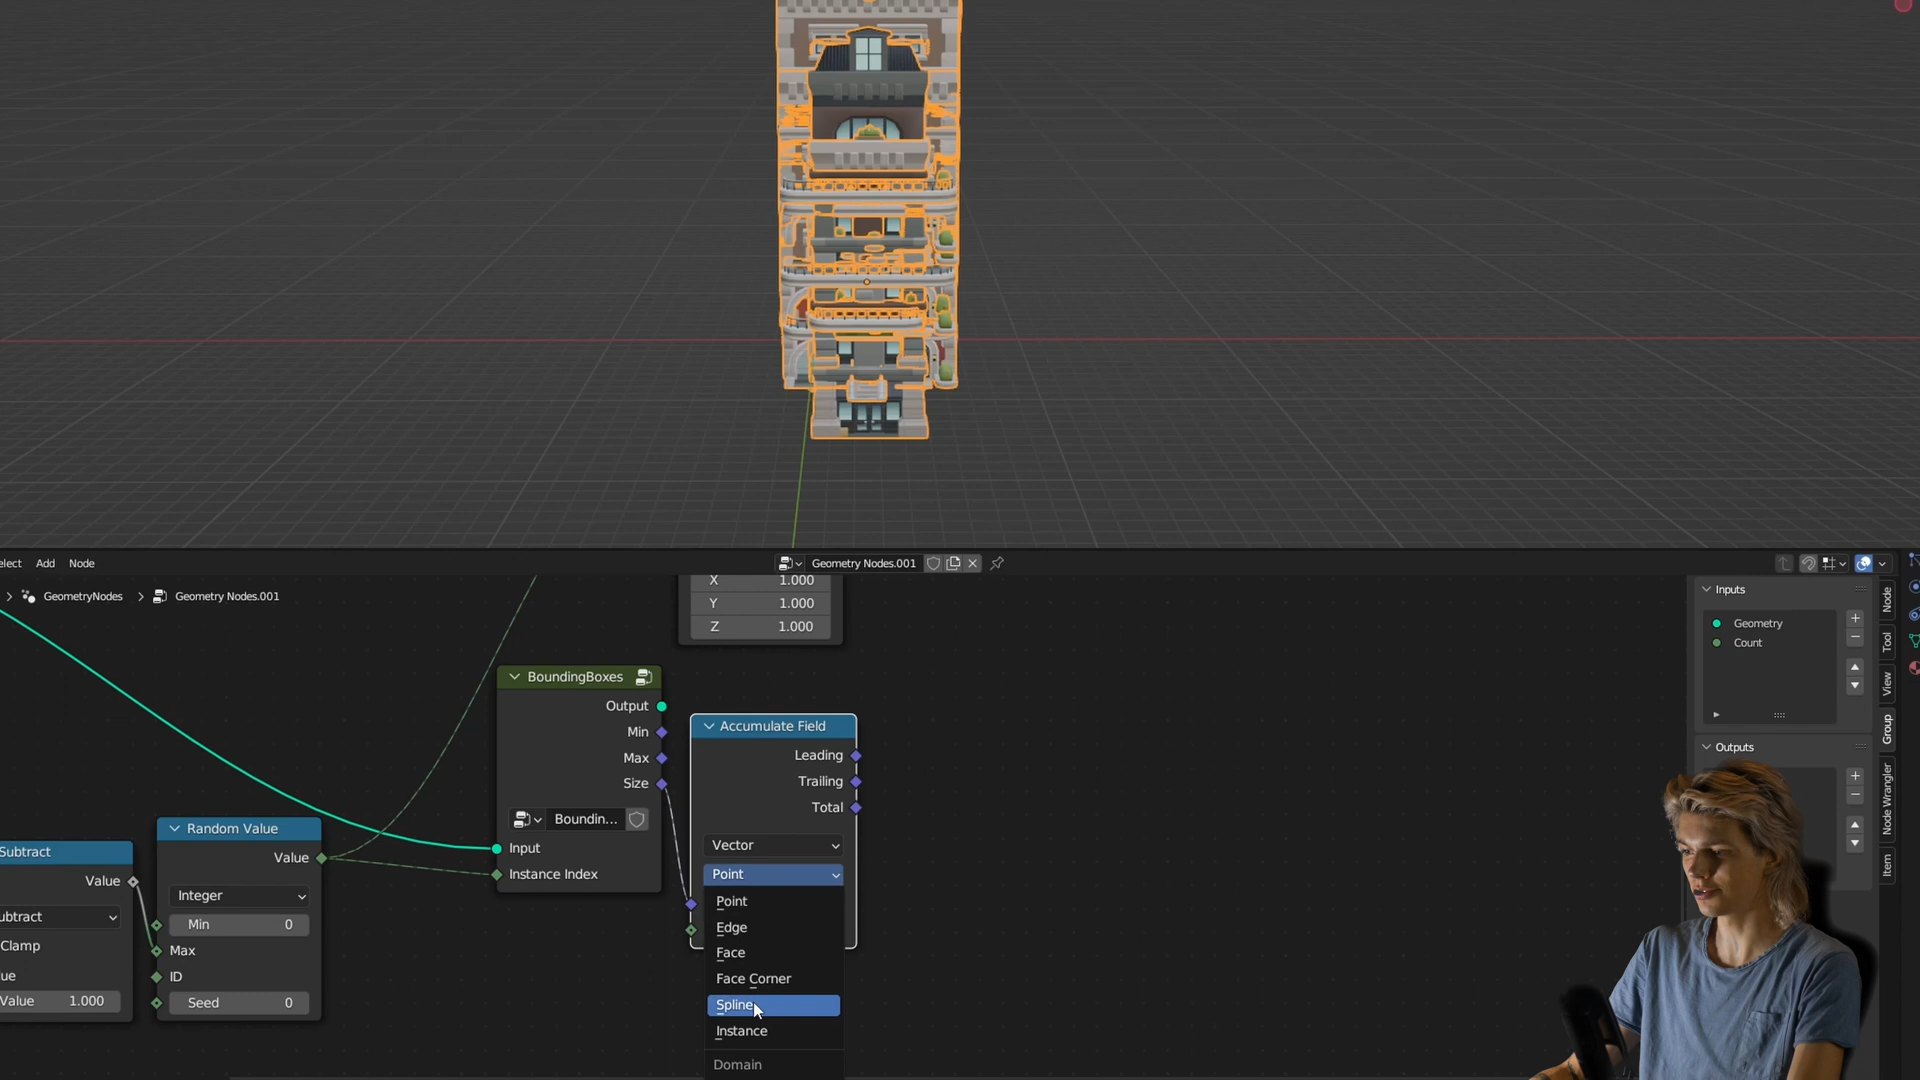 elect Add Node
Geometry Nodes.001
GeometryNodes
Geometry Nodes.001
X 1.000
Y 1.000
Z 1.000
BoundingBoxes
Output
Min
Max
Size
Boundin...
Input
Instance Index
Accumulate Field
Leading
Trailing
Total
Vector
Point
Point
Edge
Face
Face Corner
Spline
Instance
Domain
Subtract
Value
ubtract
Clamp
ue
Value 1.000
Random Value
Value
Integer
Min 0
Max
ID
Seed 0
Inputs
Geometry
Count
Outputs
Node
Tool
View
Group
Node Wrangler
Item